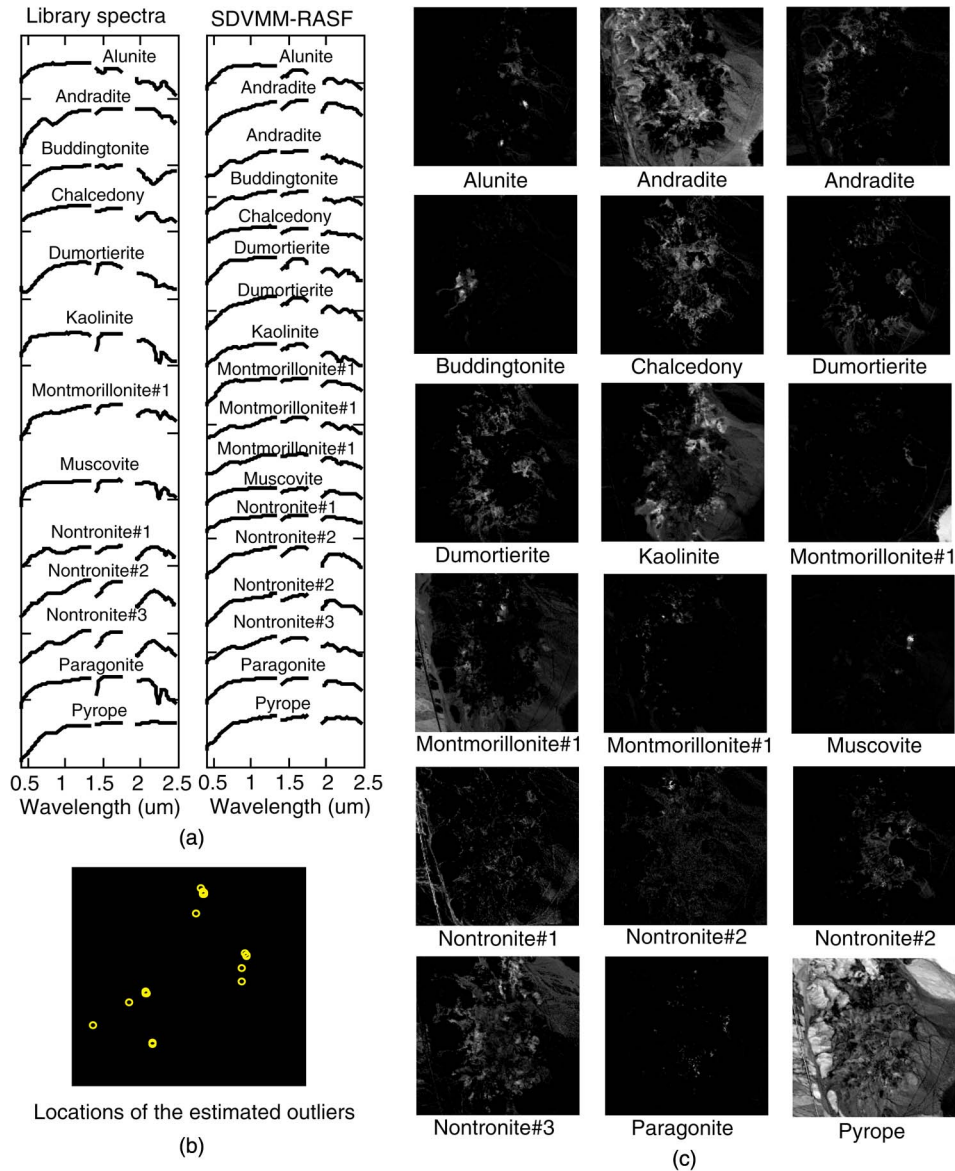 Library spectra
Alunite
Andradite
Buddingtonite
Chalcedony
Dumortierite
Kaolinite
Montmorillonite#1
Muscovite
Nontronite#1
Nontronite#2
Nontronite#3
Paragonite
Pyrope
0.5 1 1.5 2 2.5
Wavelength (um)
SDVMM-RASF
Alunite
Andradite
Andradite
Buddingtonite
Chalcedony
Dumortierite
Dumortierite
Kaolinite
Montmorillonite#1
Montmorillonite#1
Montmorillonite#1
Muscovite
Nontronite#1
Nontronite#2
Nontronite#2
Nontronite#3
Paragonite
Pyrope
0.5 1 1.5 2 2.5
Wavelength (um)
(a)
Locations of the estimated outliers
(b)
Alunite
Andradite
Andradite
Buddingtonite
Chalcedony
Dumortierite
Dumortierite
Kaolinite
Montmorillonite#1
Montmorillonite#1
Montmorillonite#1
Muscovite
Nontronite#1
Nontronite#2
Nontronite#2
Nontronite#3
Paragonite
Pyrope
(c)